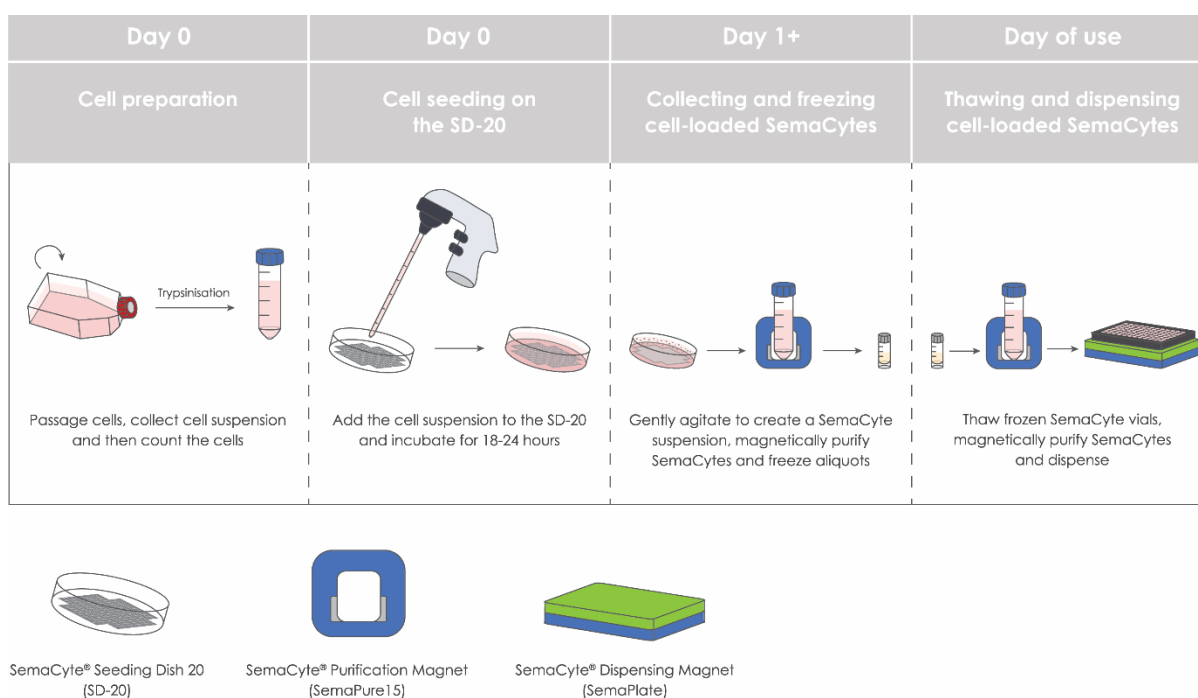 Day 0
Day 0
Day 1+
Day of use
Cell preparation
Cell seeding on
the SD-20
Collecting and freezing
cell-loaded SemaCytes
Thawing and dispensing
cell-loaded SemaCytes
Trypsinisation
Passage cells, collect cell suspension
and then count the cells
Add the cell suspension to the SD-20
and incubate for 18-24 hours
Gently agitate to create a SemaCyte
suspension, magnetically purify
SemaCytes and freeze aliquots
Thaw frozen SemaCyte vials,
magnetically purify SemaCytes
and dispense
SemaCyte® Seeding Dish 20
(SD-20)
SemaCyte® Purification Magnet
(SemaPure15)
SemaCyte® Dispensing Magnet
(SemaPlate)